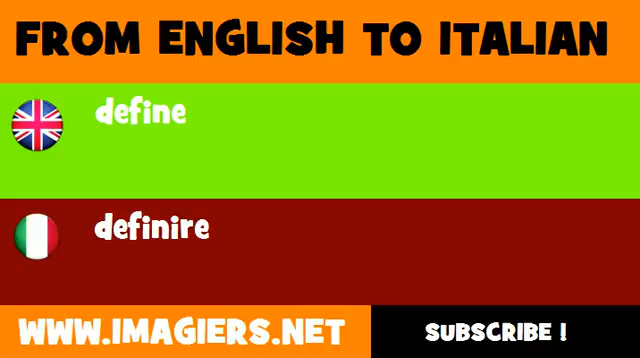 FROM ENGLISH TO ITALIAN
define
definire
WWW.IMAGIERS.NET
SUBSCRIBE !